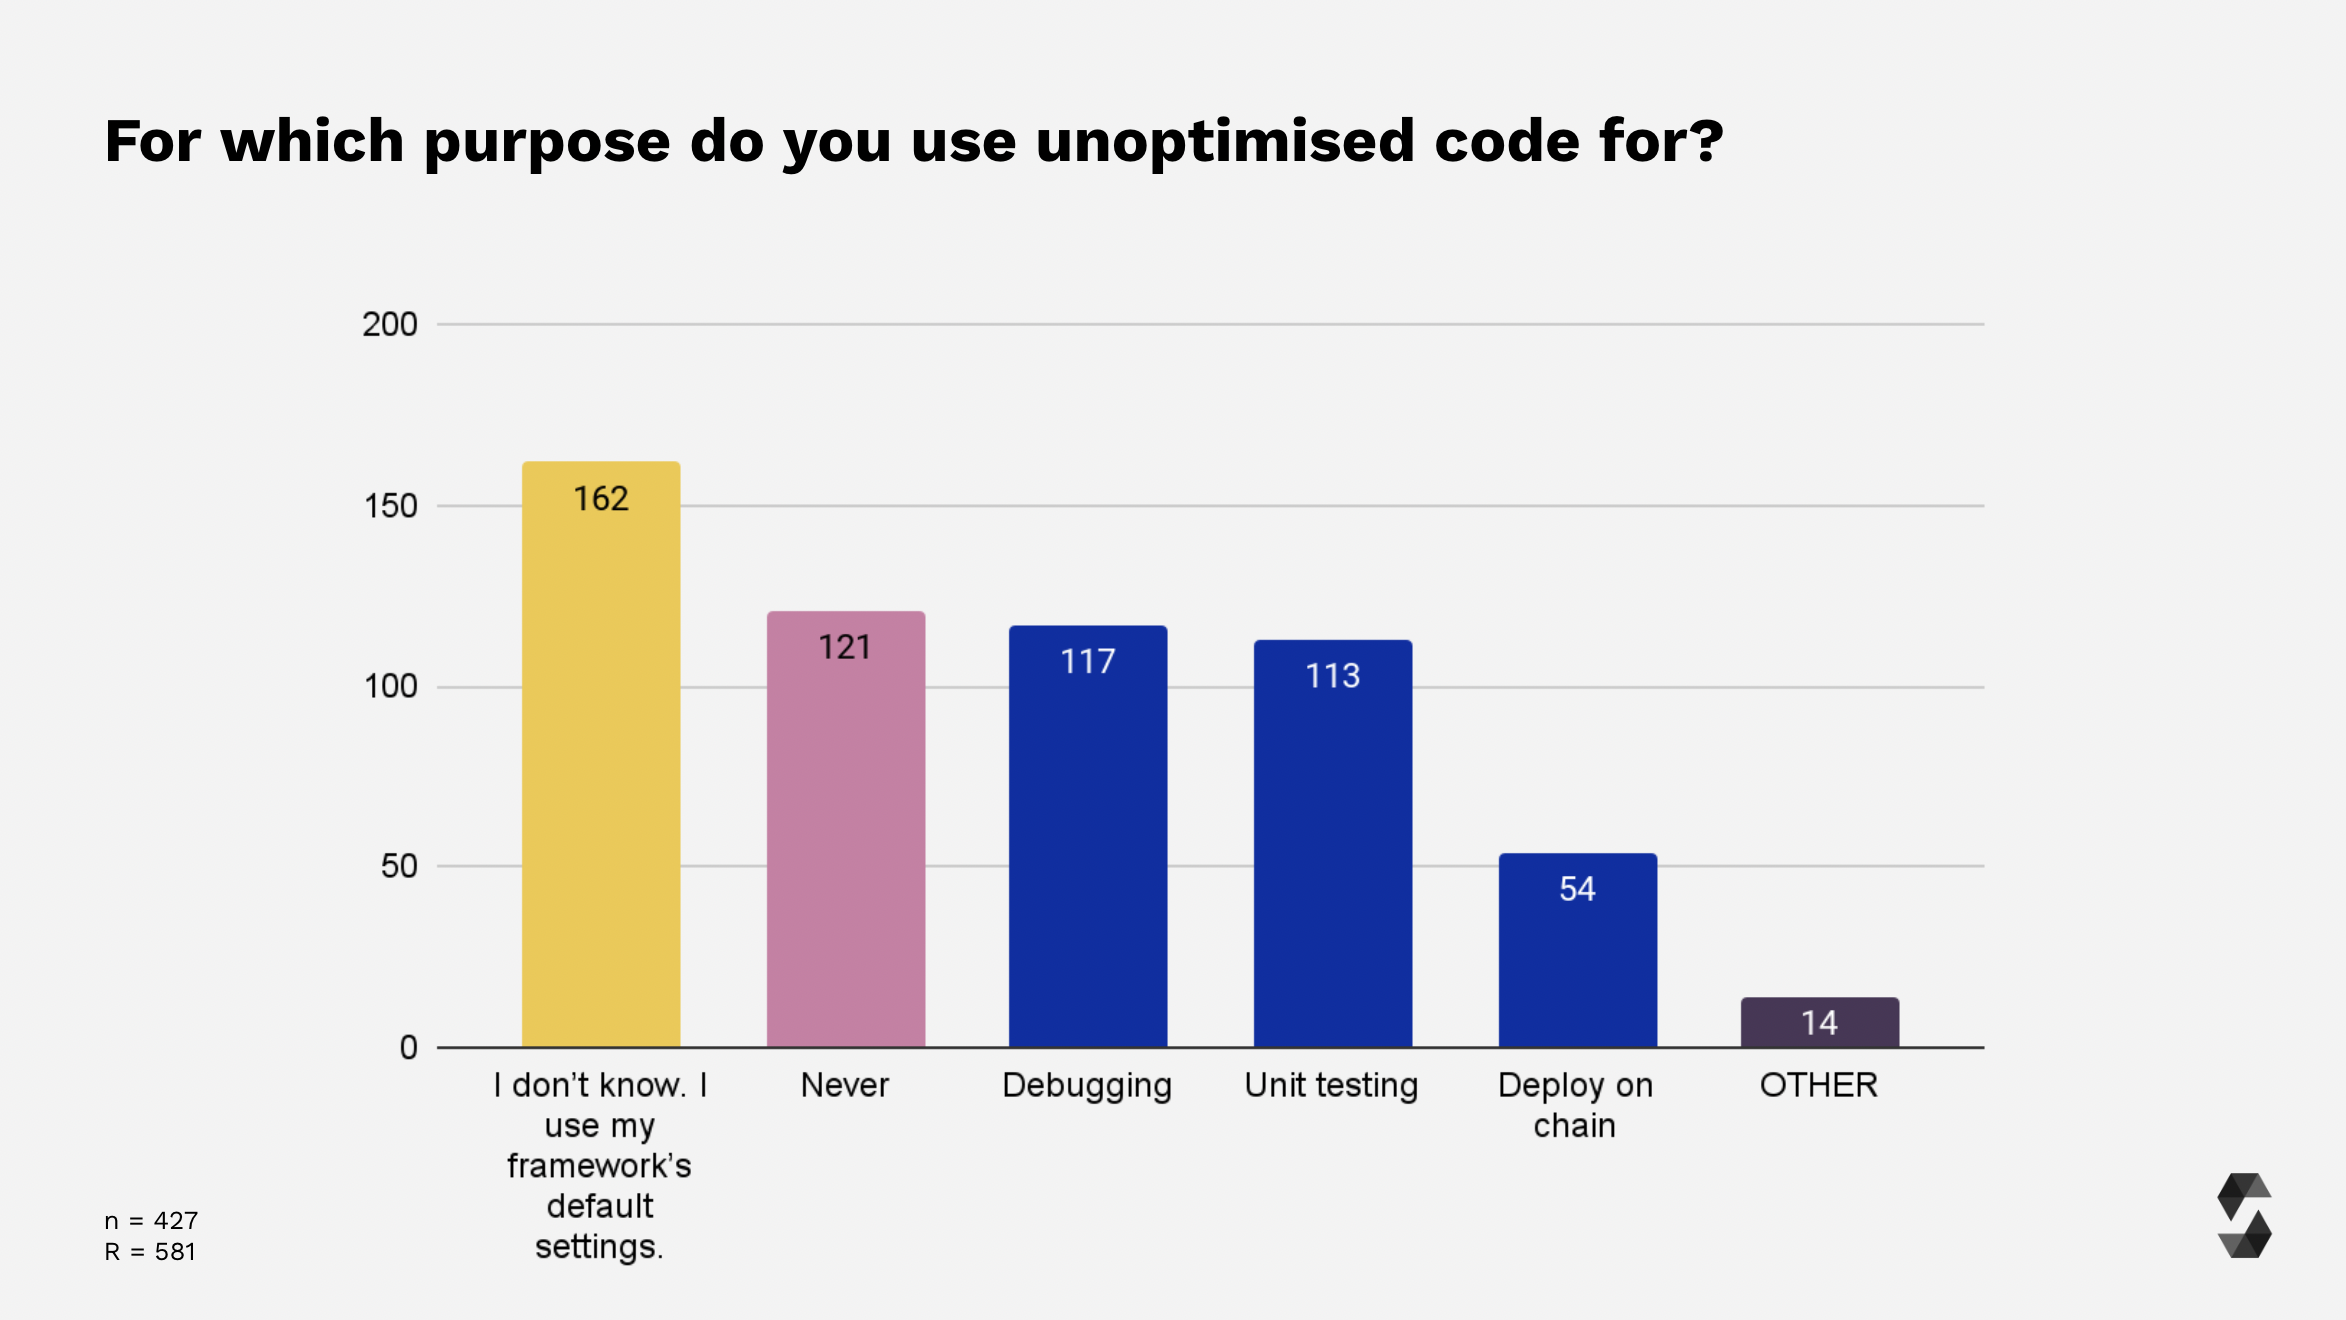 For which purpose do you use unoptimised code for?
200
150
100
50
0
162
121
117
113
54
14
I don’t know. I
use my
framework’s
default
settings.
Never
Debugging
Unit testing
Deploy on
chain
OTHER
n = 427
R = 581